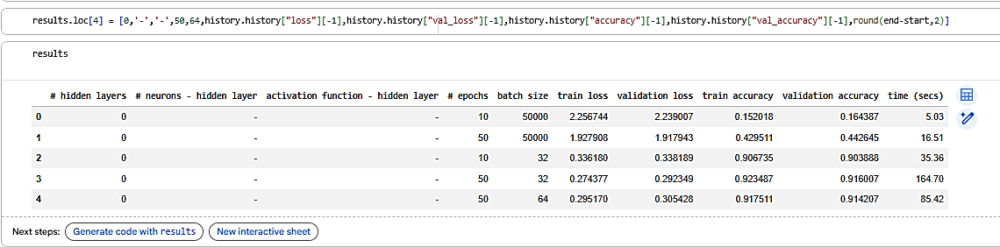 results.loc[4] = [0,'-','-',50,64,history.history["loss"][-1],history.history["val_loss"][-1],history.history["accuracy"][-1],history.history["val_accuracy"][-1],round(end-start,2)]
results
# hidden layers # neurons - hidden layer activation function - hidden layer # epochs batch size train loss validation loss train accuracy validation accuracy time (secs)
0 0 - - 10 50000 2.256744 2.239007 0.152018 0.164387 5.03
1 0 - - 50 50000 1.927908 1.917943 0.429511 0.442645 16.51
2 0 - - 10 32 0.336180 0.338189 0.906735 0.903888 35.36
3 0 - - 50 32 0.274377 0.292349 0.923487 0.916007 164.70
4 0 - - 50 64 0.295170 0.305428 0.917511 0.914207 85.42
Next steps: Generate code with results New interactive sheet